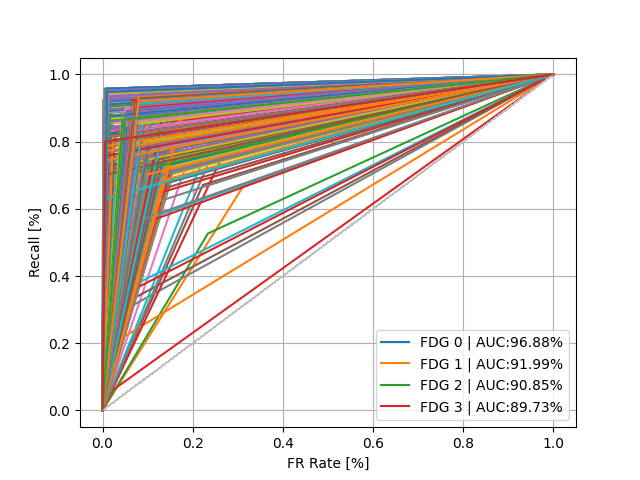 1.0
0.8
0.6
0.4
0.2
0.0
Recall [%]
0.0 0.2 0.4 0.6 0.8 1.0
FR Rate [%]
FDG 0 | AUC:96.88%
FDG 1 | AUC:91.99%
FDG 2 | AUC:90.85%
FDG 3 | AUC:89.73%